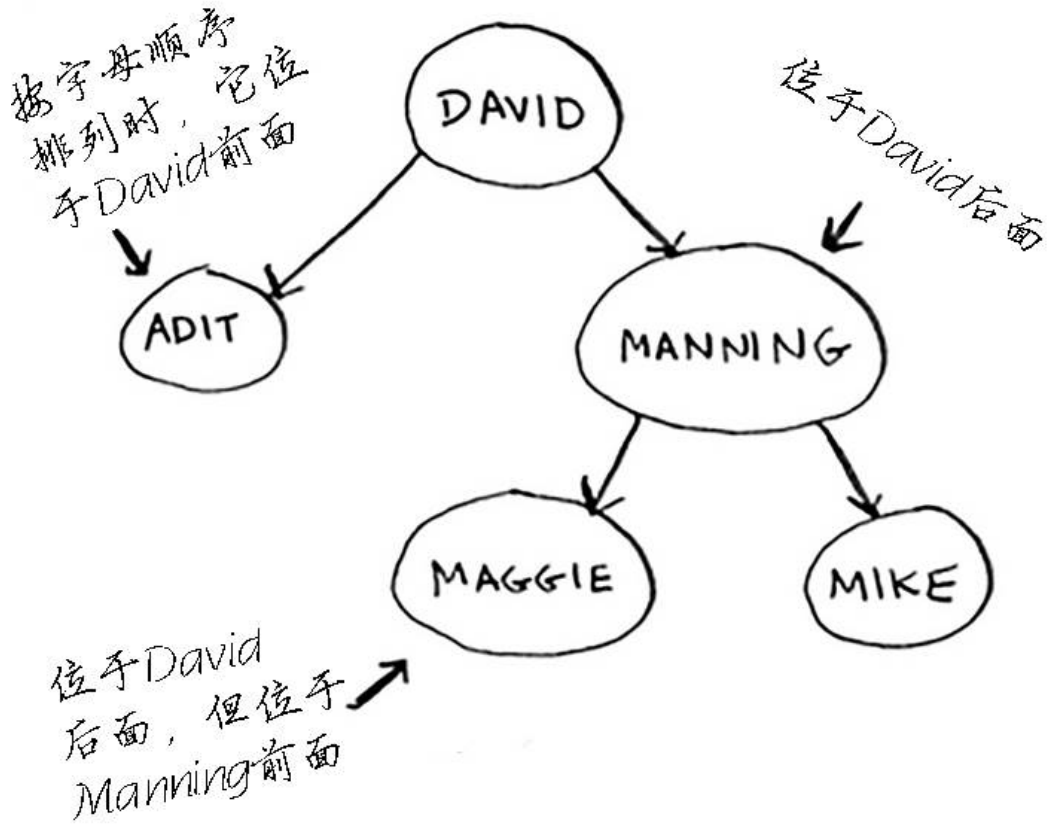 按字母顺序
排列时，它位
于David前面
DAVID
位于David后面
ADIT
MANNING
MAGGIE
MIKE
位于David
后面，但位于
Manning前面